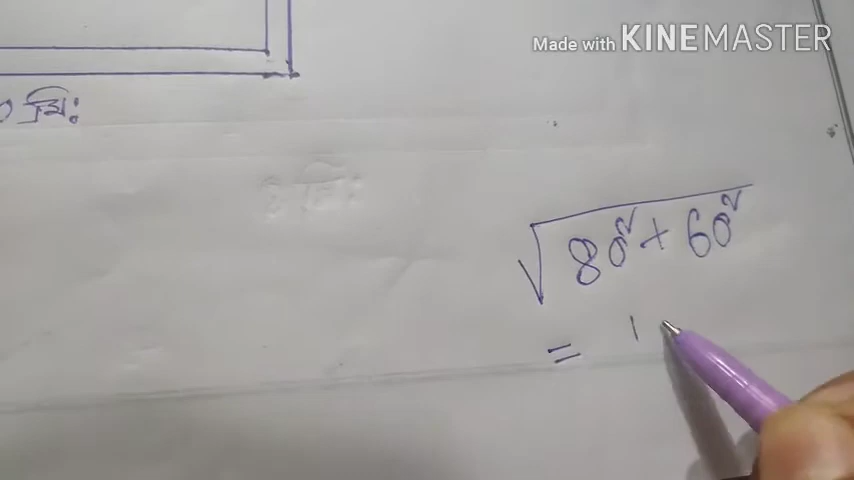 Made with KINEMASTER
মি:
√80² + 60²
= 1